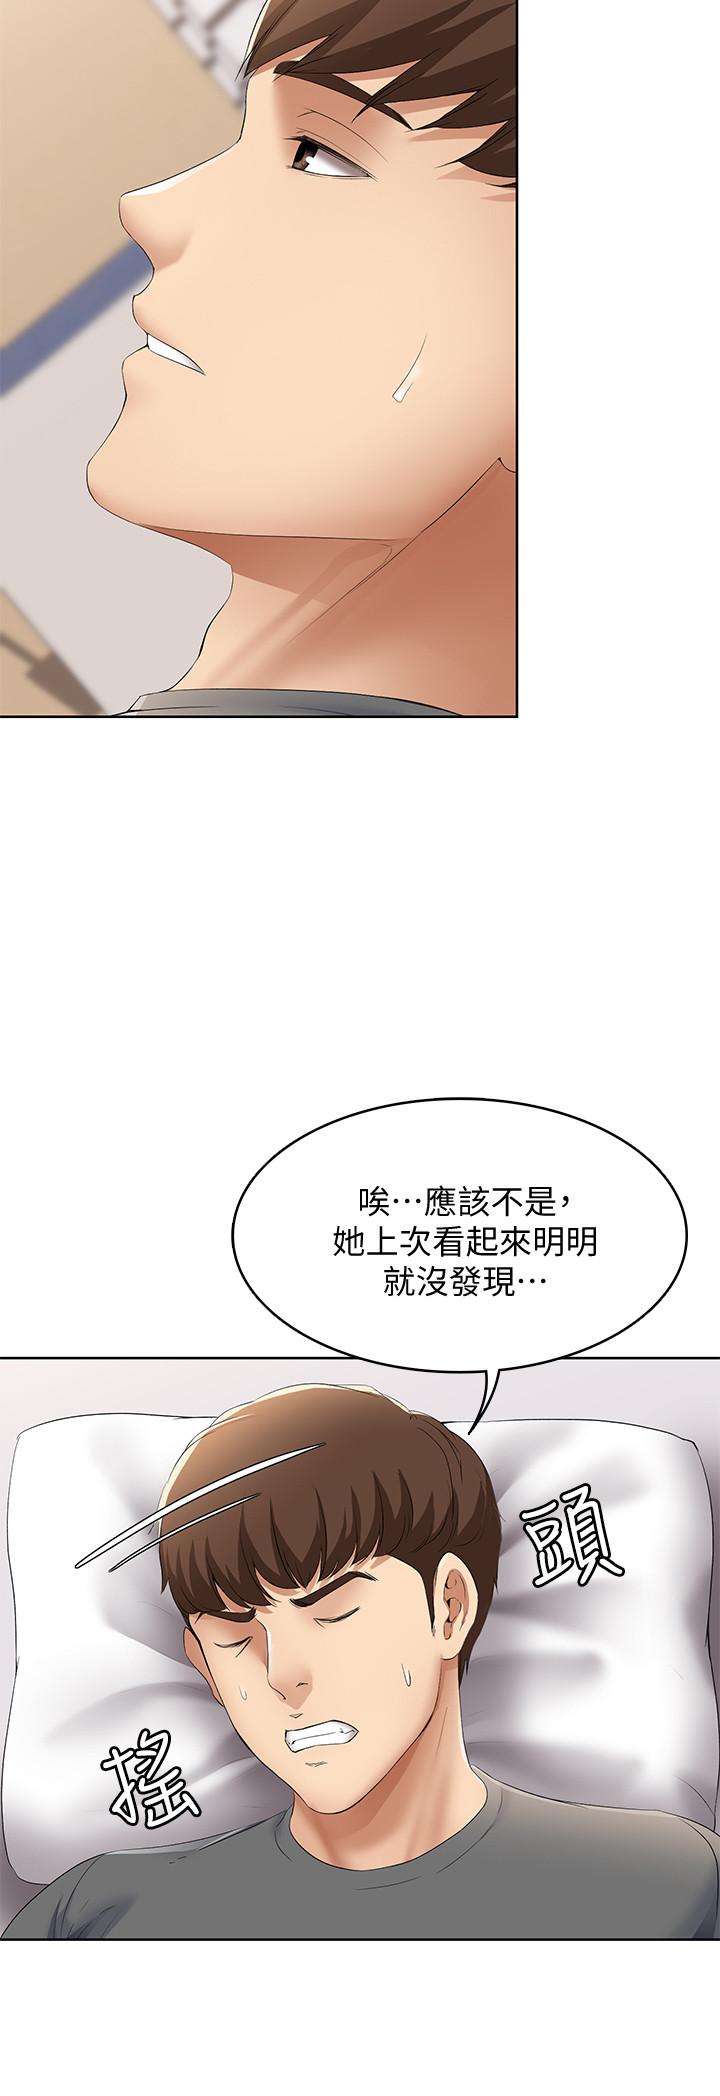 唉…應該不是，
她上次看起來明明
就沒發現…
搖
頭